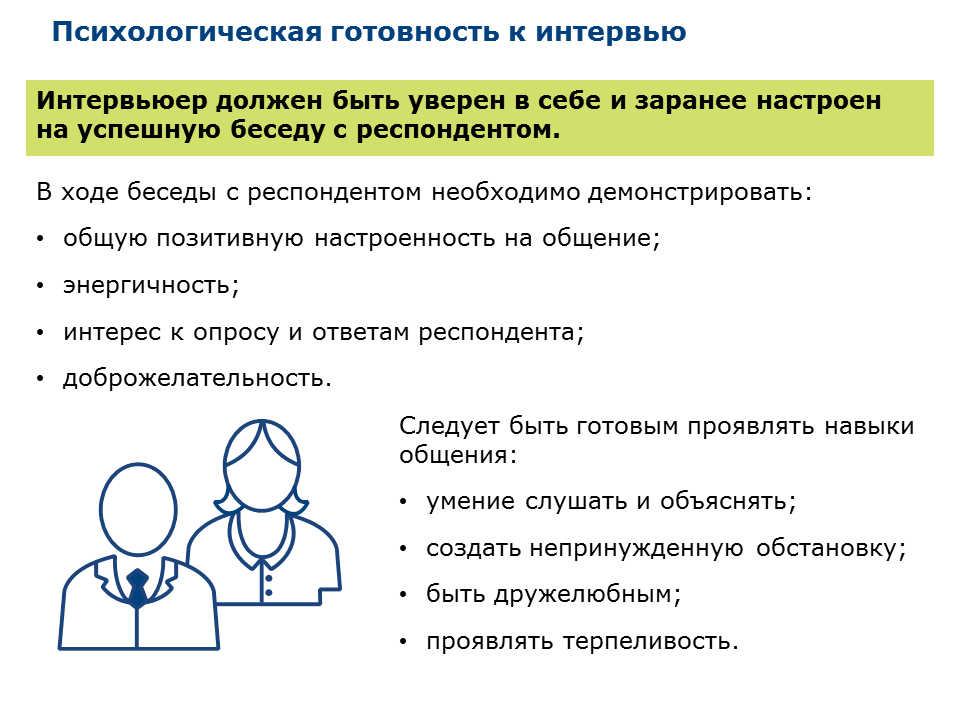 Психологическая готовность к интервью
Интервьюер должен быть уверен в себе и заранее настроен
на успешную беседу с респондентом.
В ходе беседы с респондентом необходимо демонстрировать:
• общую позитивную настроенность на общение;
• энергичность;
• интерес к опросу и ответам респондента;
• доброжелательность.
Следует быть готовым проявлять навыки
общения:
• умение слушать и объяснять;
• создать непринужденную обстановку;
• быть дружелюбным;
• проявлять терпеливость.